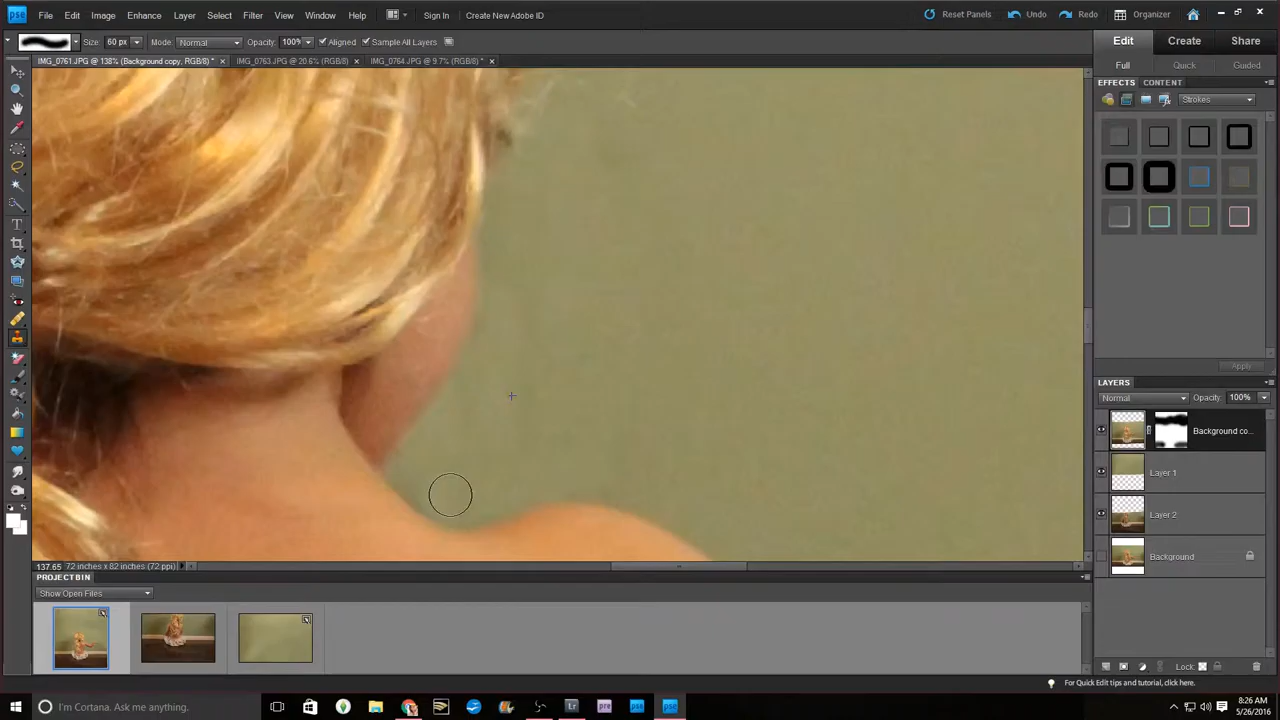 pse File Edit Image Enhance Layer Select Filter View Window Help Sign In Create New Adobe ID Reset Panels Undo Redo Organizer
Size: 60 px Mode: Normal Opacity: 100% Aligned Sample All Layers Edit Create Share
IMG_0761.JPG @ 138% (Background copy, RGB/8) * × IMG_0763.JPG @ 20.6% (RGB/8) × IMG_0764.JPG @ 9.7% (RGB/8) * × Full Quick Guided
EFFECTS CONTENT
Strokes
Apply
LAYERS
Normal Opacity: 100%
Background co...
Layer 1
Layer 2
Background
137.65 72 inches x 82 inches (72 ppi)
PROJECT BIN
Show Open Files
Lock:
For Quick Edit tips and tutorial, click here.
I'm Cortana. Ask me anything. Lr pre pse pse 8:26 AM
5/26/2016